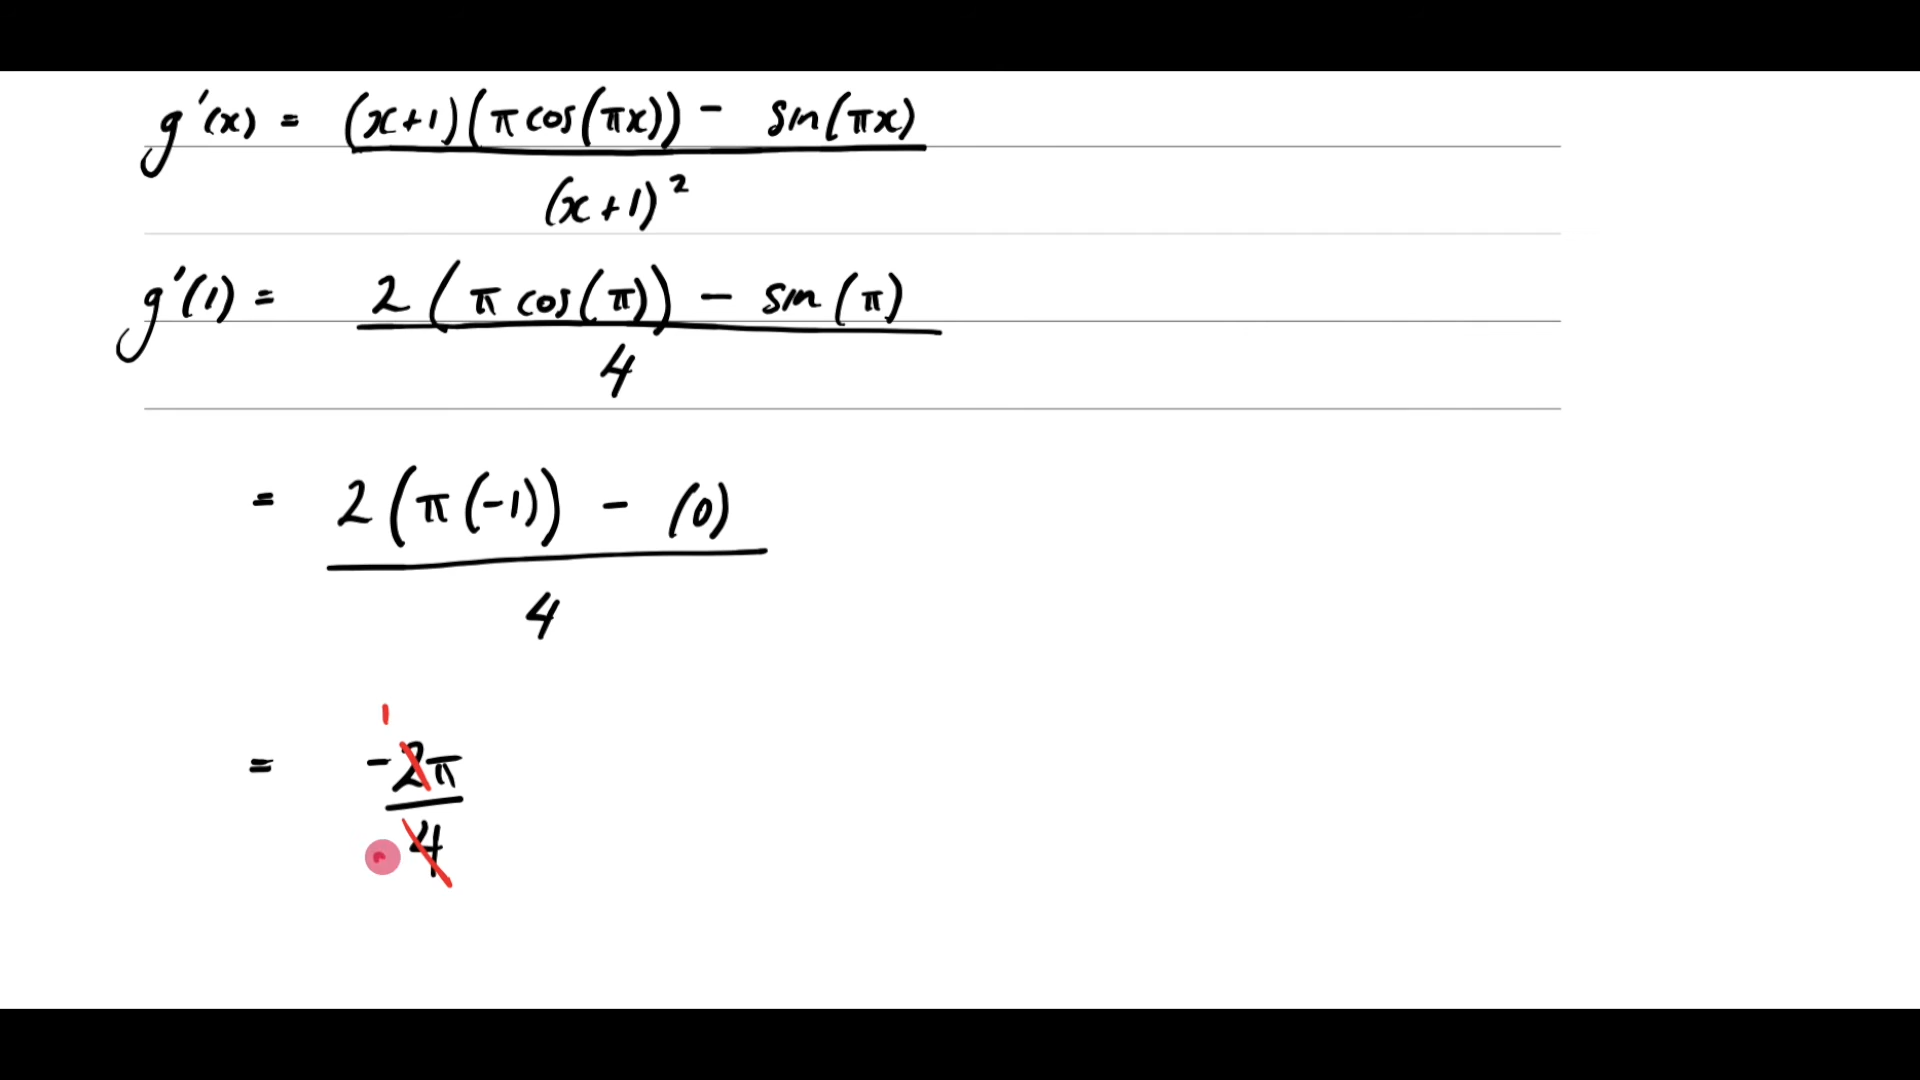 g'(x) = (x+1)(π cos(πx)) - sin(πx)
(x+1)²
g'(1) = 2(π cos(π)) - sin(π)
4
= 2(π(-1)) - (0)
4
1
= -2π
4